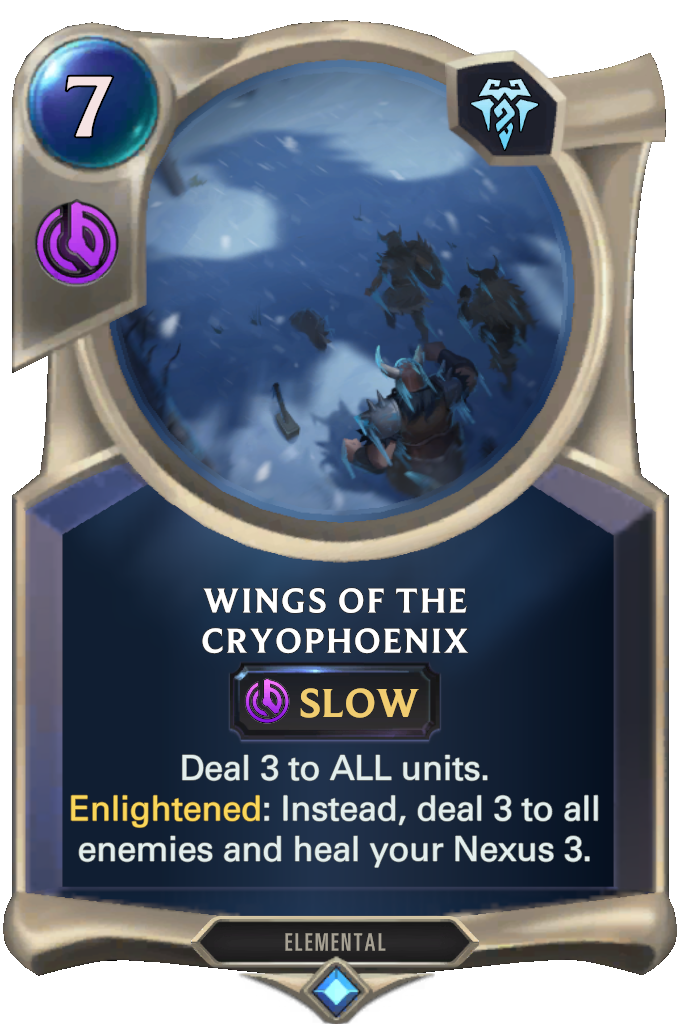 7
WINGS OF THE
CRYOPHOENIX
SLOW
Deal 3 to ALL units.
Enlightened: Instead, deal 3 to all
enemies and heal your Nexus 3.
ELEMENTAL